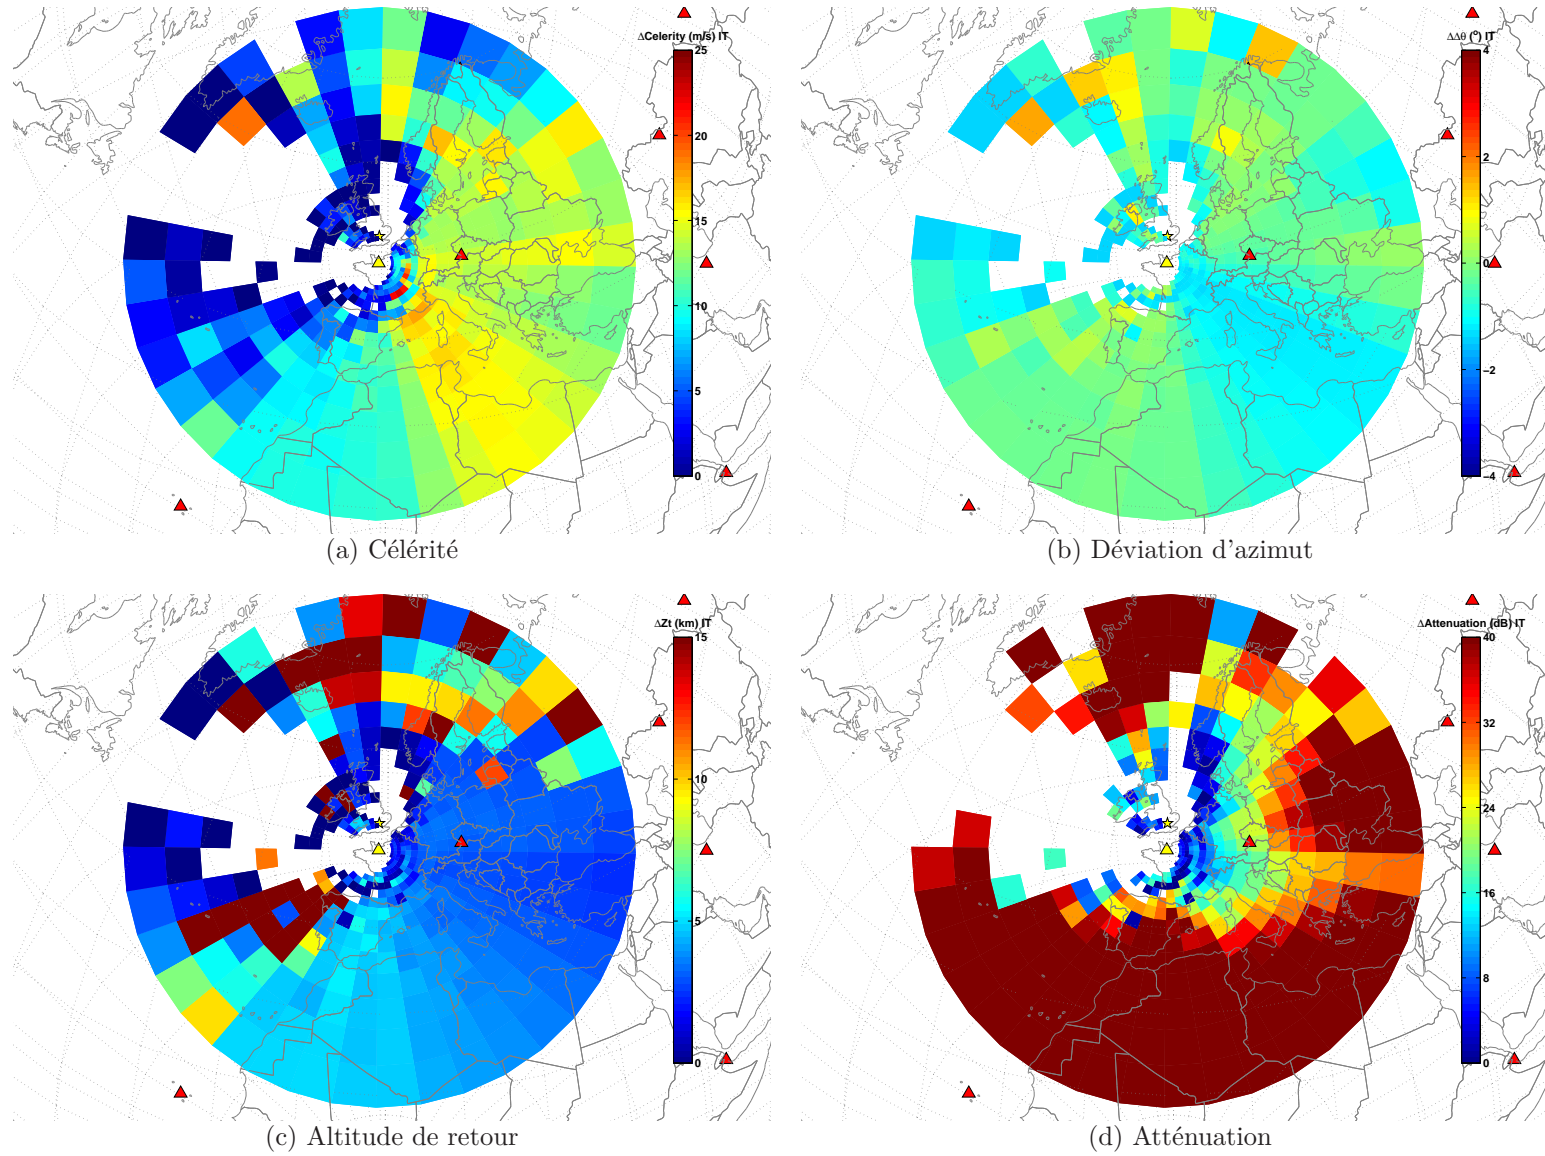 ΔCelerity (m/s) IT
25
20
15
10
5
0
(a) Célérité
ΔΔθ (°) IT
4
2
0
−2
−4
(b) Déviation d'azimut
ΔZt (km) IT
15
10
5
0
(c) Altitude de retour
ΔAttenuation (dB) IT
40
32
24
16
8
0
(d) Atténuation